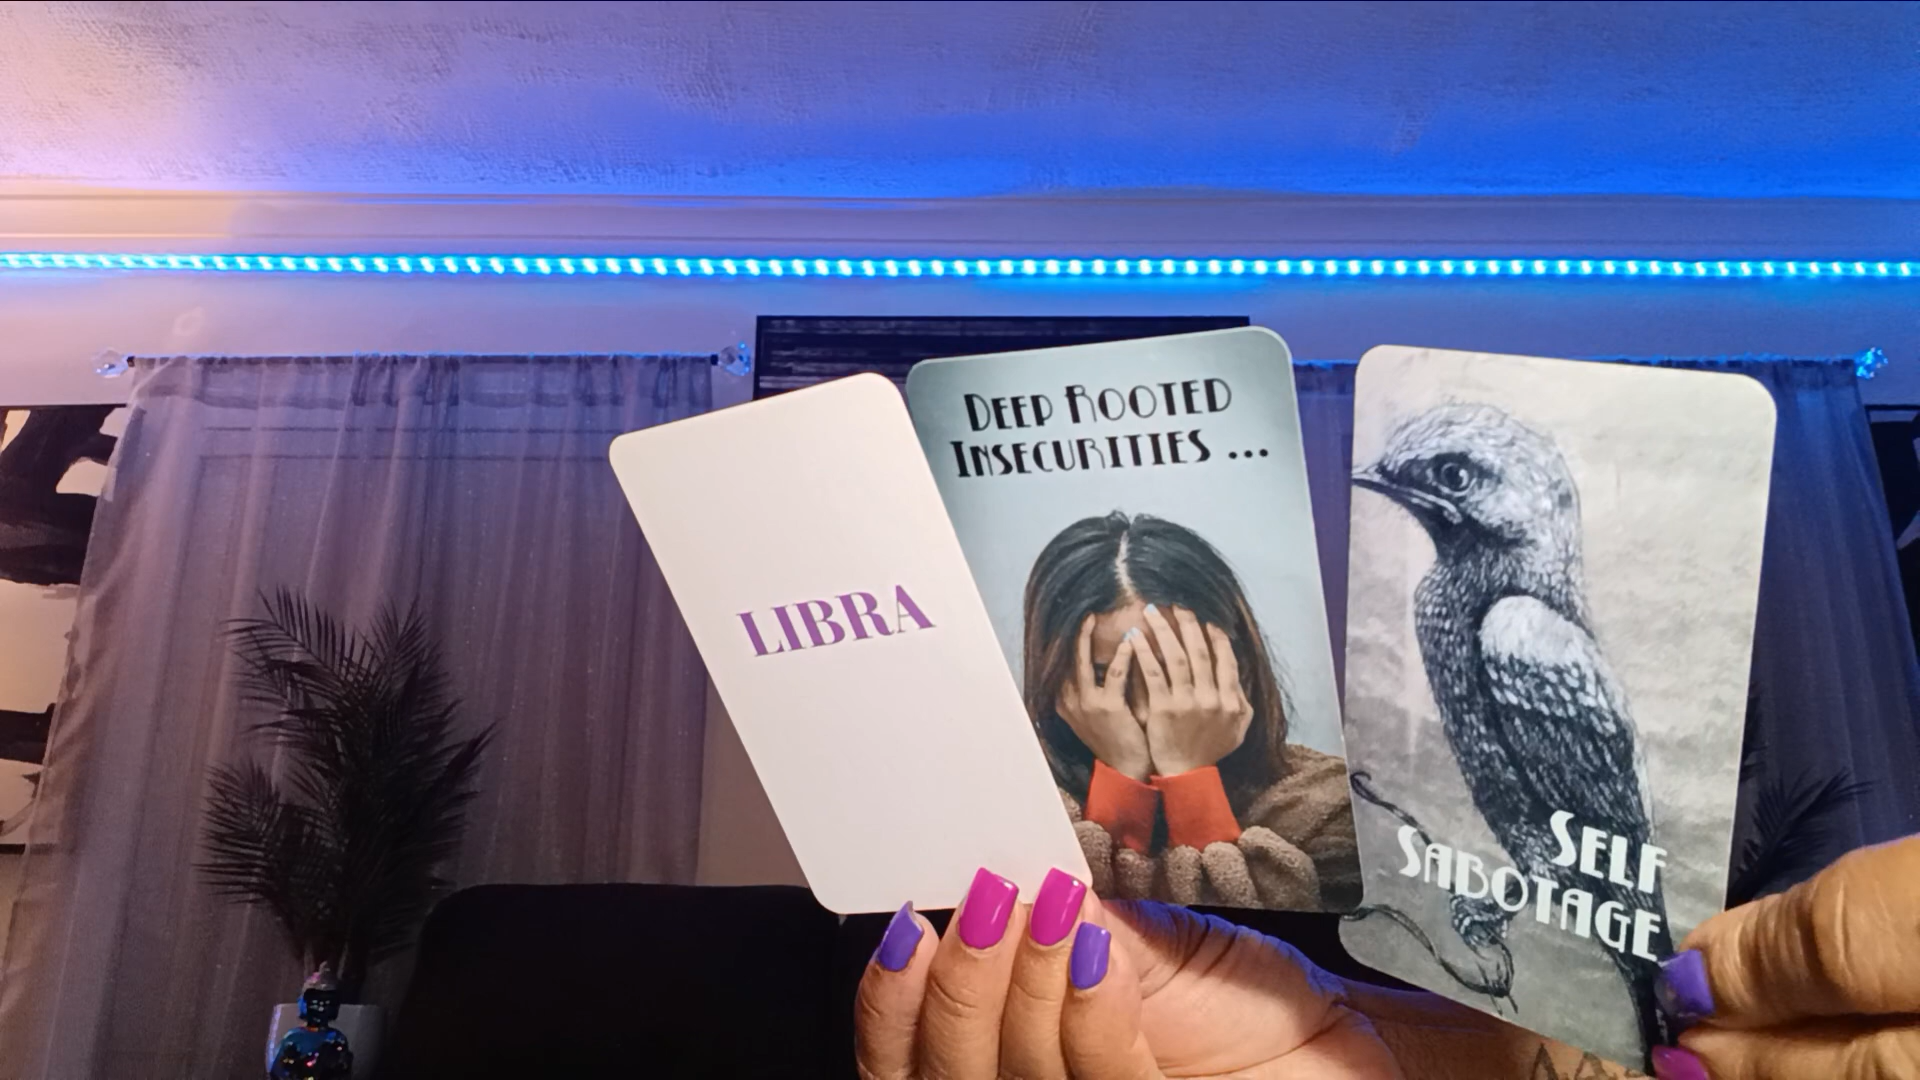 LIBRA
DEEP ROOTED
INSECURITIES ...
SELF
SABOTAGE